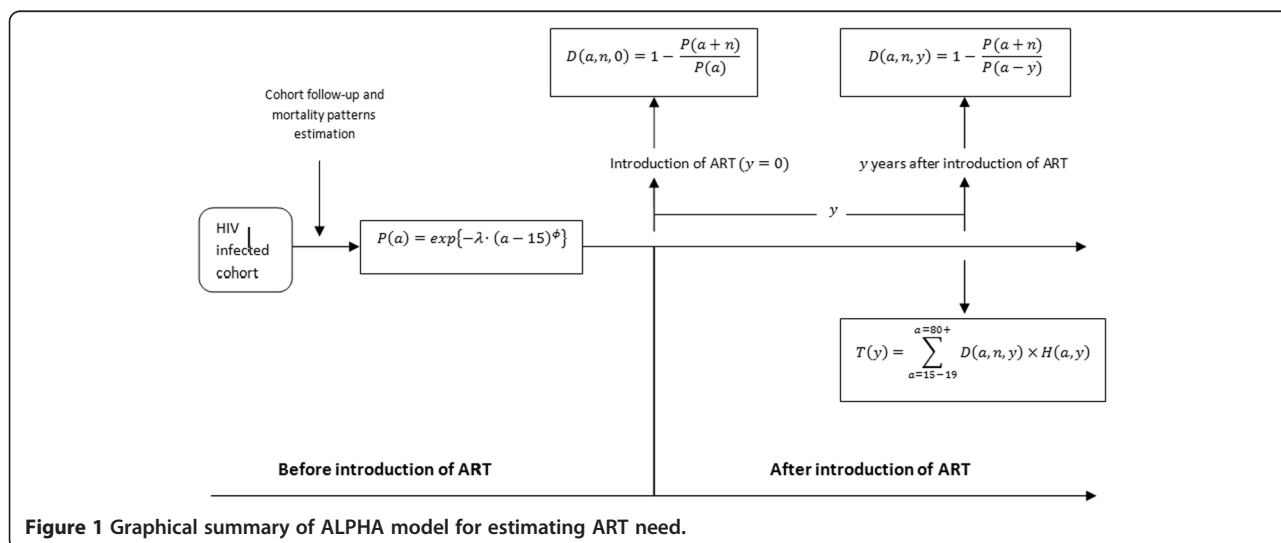 D(a,n,0) = 1 − P(a+n)/P(a)
D(a,n,y) = 1 − P(a+n)/P(a−y)
Cohort follow-up and
mortality patterns
estimation
Introduction of ART (y = 0)
y years after introduction of ART
y
HIV
infected
cohort
P(a) = exp{−λ· (a − 15)^ϕ}
a=80+
T(y) = ∑ D(a,n,y) × H(a,y)
a=15−19
Before introduction of ART
After introduction of ART
Figure 1 Graphical summary of ALPHA model for estimating ART need.